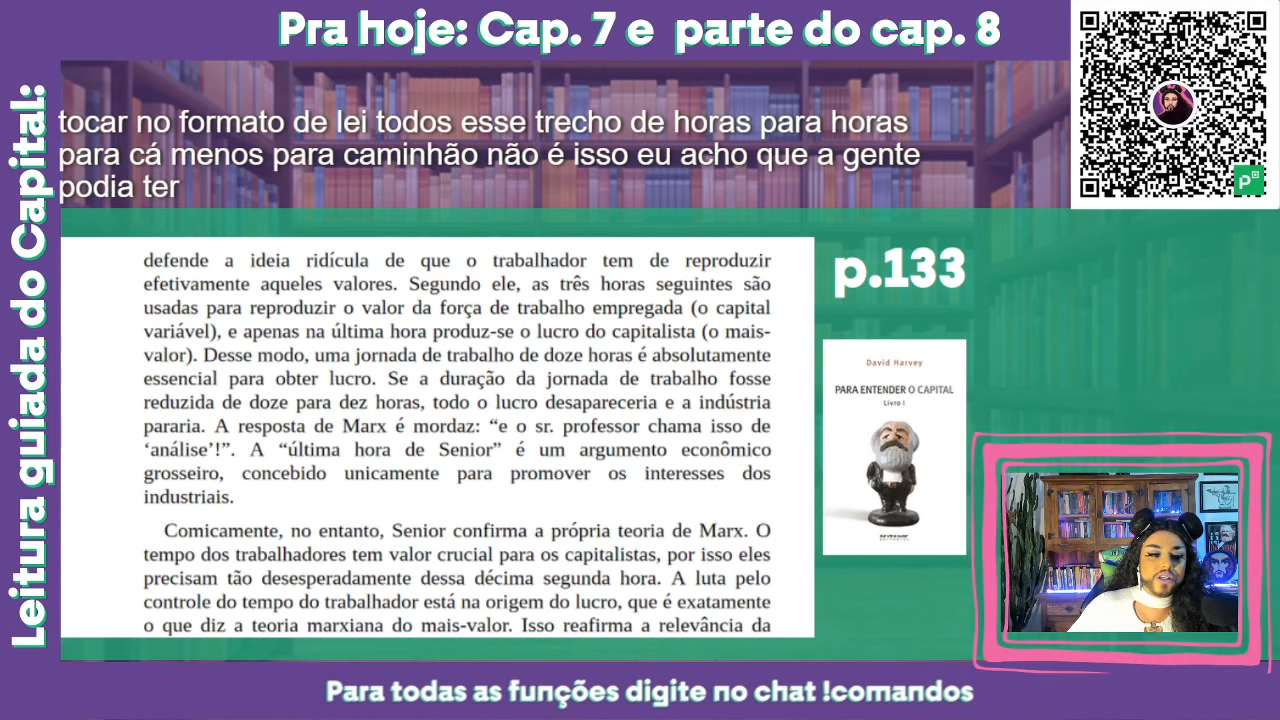 Pra hoje: Cap. 7 e parte do cap. 8
Leitura guiada do Capital:
tocar no formato de lei todos esse trecho de horas para horas
para cá menos para caminhão não é isso eu acho que a gente
podia ter
defende a ideia ridícula de que o trabalhador tem de reproduzir
efetivamente aqueles valores. Segundo ele, as três horas seguintes são
usadas para reproduzir o valor da força de trabalho empregada (o capital
variável), e apenas na última hora produz-se o lucro do capitalista (o mais-
valor). Desse modo, uma jornada de trabalho de doze horas é absolutamente
essencial para obter lucro. Se a duração da jornada de trabalho fosse
reduzida de doze para dez horas, todo o lucro desapareceria e a indústria
pararia. A resposta de Marx é mordaz: “e o sr. professor chama isso de
‘análise’!”. A “última hora de Senior” é um argumento econômico
grosseiro, concebido unicamente para promover os interesses dos
industriais.
Comicamente, no entanto, Senior confirma a própria teoria de Marx. O
tempo dos trabalhadores tem valor crucial para os capitalistas, por isso eles
precisam tão desesperadamente dessa décima segunda hora. A luta pelo
controle do tempo do trabalhador está na origem do lucro, que é exatamente
o que diz a teoria marxiana do mais-valor. Isso reafirma a relevância da
p.133
David Harvey
PARA ENTENDER O CAPITAL
Livro I
p
Para todas as funções digite no chat !comandos